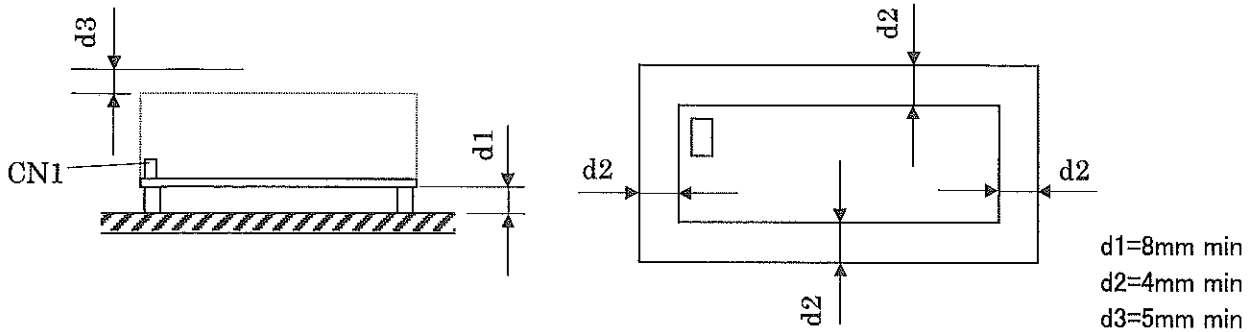 d3
CN1
d1
d2
d2
d2
d2
d1=8mm min
d2=4mm min
d3=5mm min